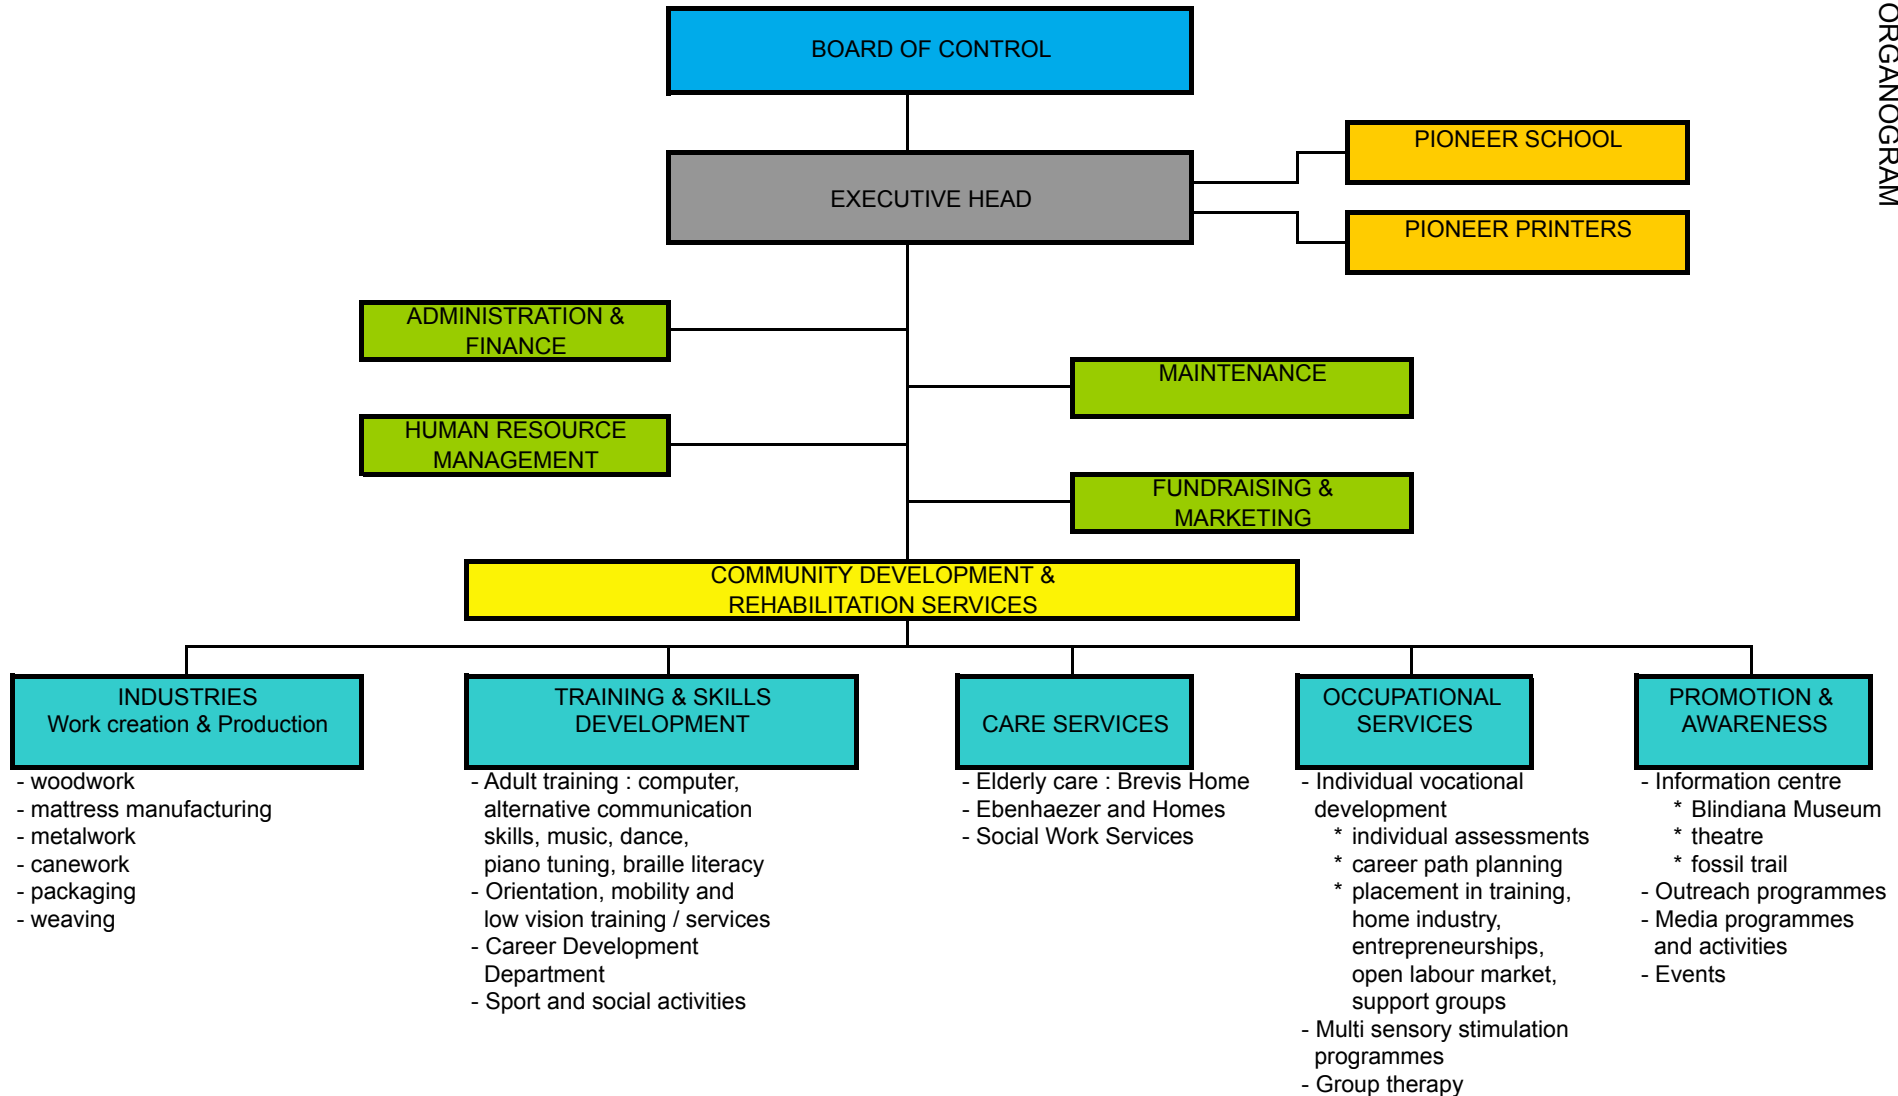 ORGANOGRAM
BOARD OF CONTROL
EXECUTIVE HEAD
PIONEER SCHOOL
PIONEER PRINTERS
ADMINISTRATION &
FINANCE
MAINTENANCE
HUMAN RESOURCE
MANAGEMENT
FUNDRAISING &
MARKETING
COMMUNITY DEVELOPMENT &
REHABILITATION SERVICES
INDUSTRIES
Work creation & Production
- woodwork
- mattress manufacturing
- metalwork
- canework
- packaging
- weaving
TRAINING & SKILLS
DEVELOPMENT
- Adult training : computer,
alternative communication
skills, music, dance,
piano tuning, braille literacy
- Orientation, mobility and
low vision training / services
- Career Development
Department
- Sport and social activities
CARE SERVICES
- Elderly care : Brevis Home
- Ebenhaezer and Homes
- Social Work Services
OCCUPATIONAL
SERVICES
- Individual vocational
development
* individual assessments
* career path planning
* placement in training,
home industry,
entrepreneurships,
open labour market,
support groups
- Multi sensory stimulation
programmes
- Group therapy
PROMOTION &
AWARENESS
- Information centre
* Blindiana Museum
* theatre
* fossil trail
- Outreach programmes
- Media programmes
and activities
- Events